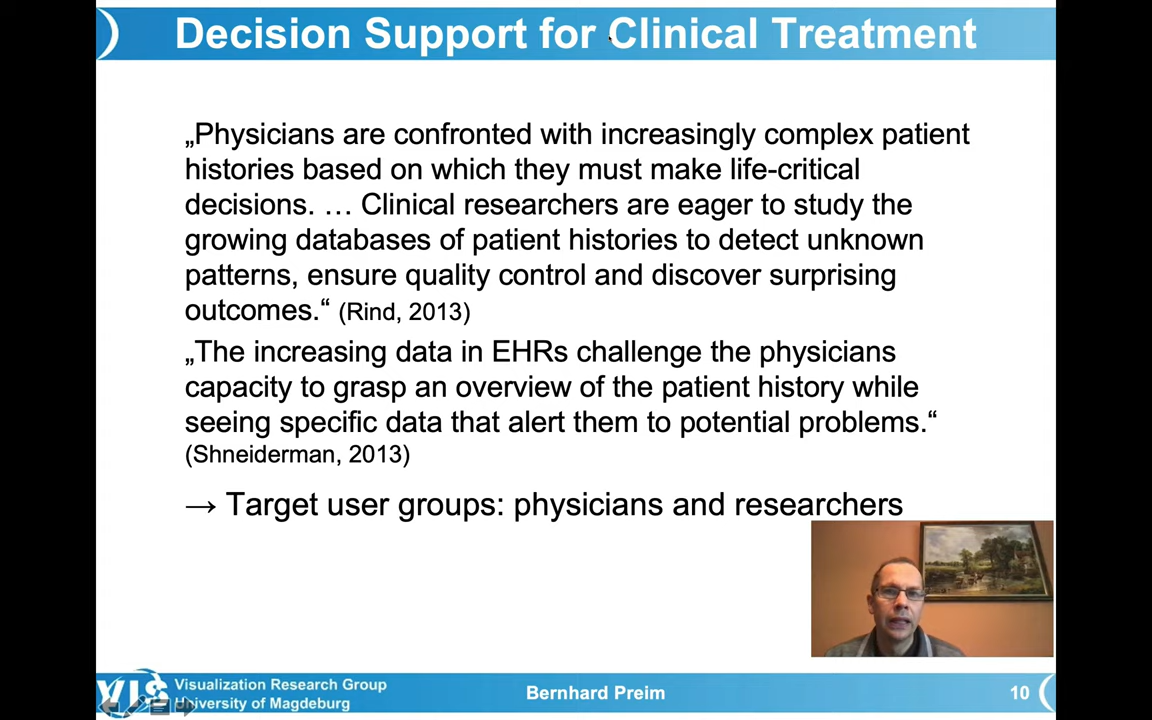 Decision Support for Clinical Treatment
„Physicians are confronted with increasingly complex patient
histories based on which they must make life-critical
decisions. … Clinical researchers are eager to study the
growing databases of patient histories to detect unknown
patterns, ensure quality control and discover surprising
outcomes.“ (Rind, 2013)
„The increasing data in EHRs challenge the physicians
capacity to grasp an overview of the patient history while
seeing specific data that alert them to potential problems.“
(Shneiderman, 2013)
→ Target user groups: physicians and researchers
VIS
Visualization Research Group
University of Magdeburg
Bernhard Preim
10